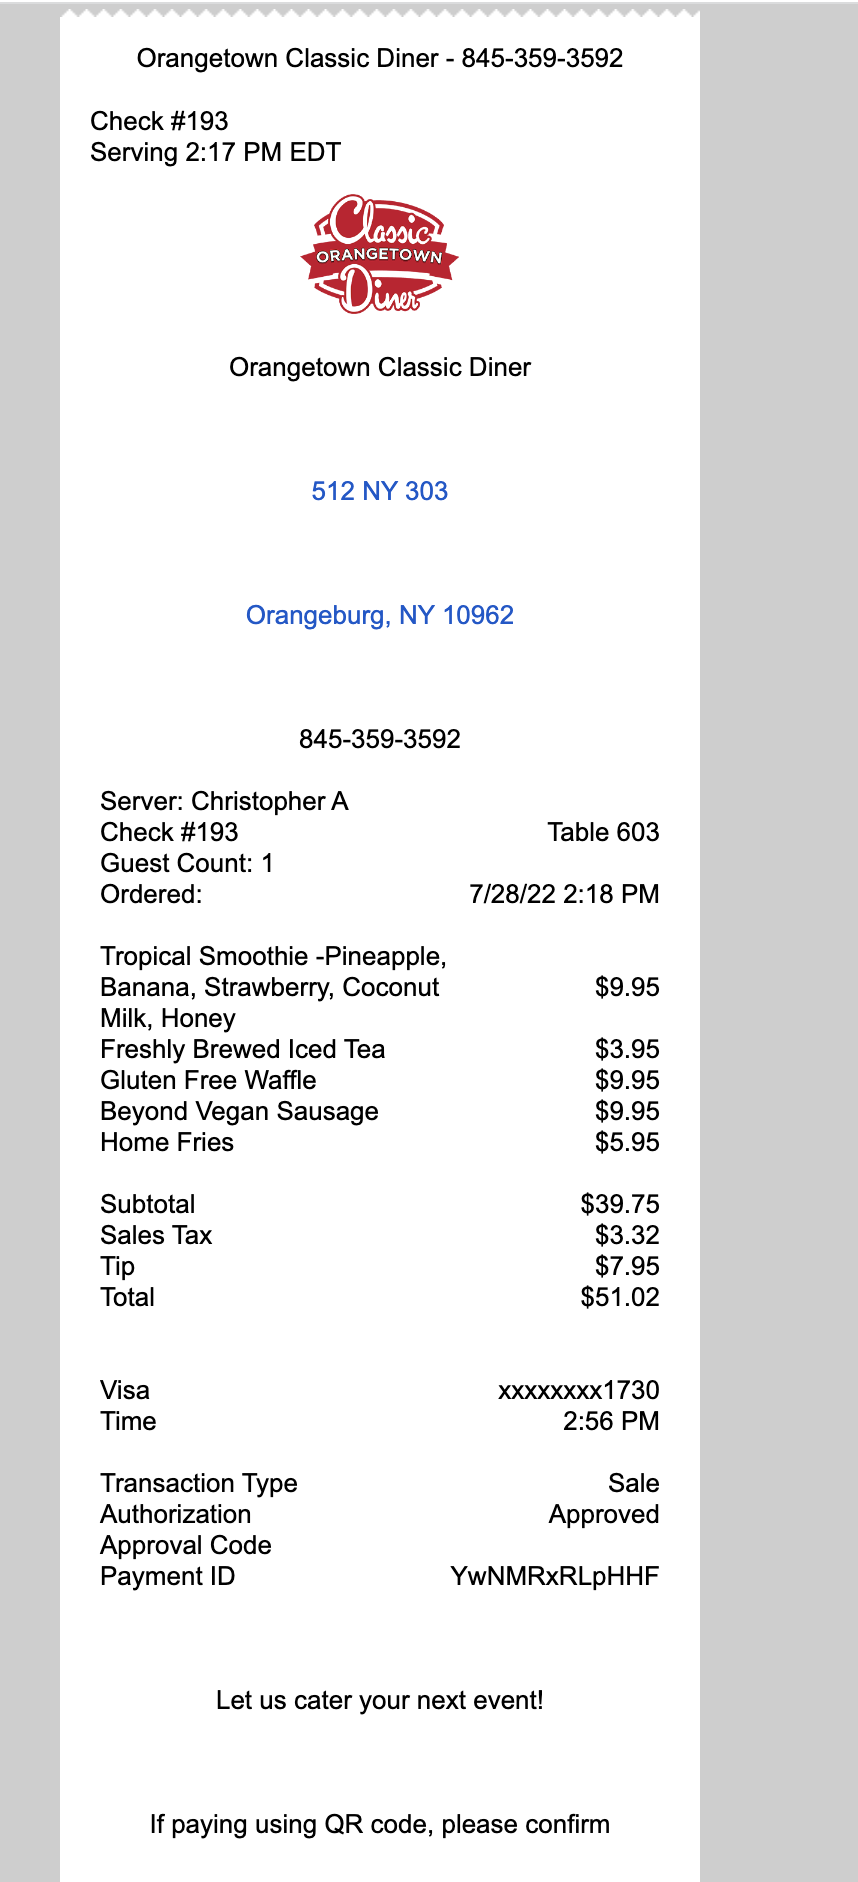 Orangetown Classic Diner - 845-359-3592
Check #193
Serving 2:17 PM EDT
Classic
ORANGETOWN
Diner
Orangetown Classic Diner
512 NY 303
Orangeburg, NY 10962
845-359-3592
Server: Christopher A
Check #193 Table 603
Guest Count: 1
Ordered: 7/28/22 2:18 PM
Tropical Smoothie -Pineapple,
Banana, Strawberry, Coconut $9.95
Milk, Honey
Freshly Brewed Iced Tea $3.95
Gluten Free Waffle $9.95
Beyond Vegan Sausage $9.95
Home Fries $5.95
Subtotal $39.75
Sales Tax $3.32
Tip $7.95
Total $51.02
Visa xxxxxxxx1730
Time 2:56 PM
Transaction Type Sale
Authorization Approved
Approval Code
Payment ID YwNMRxRLpHHF
Let us cater your next event!
If paying using QR code, please confirm